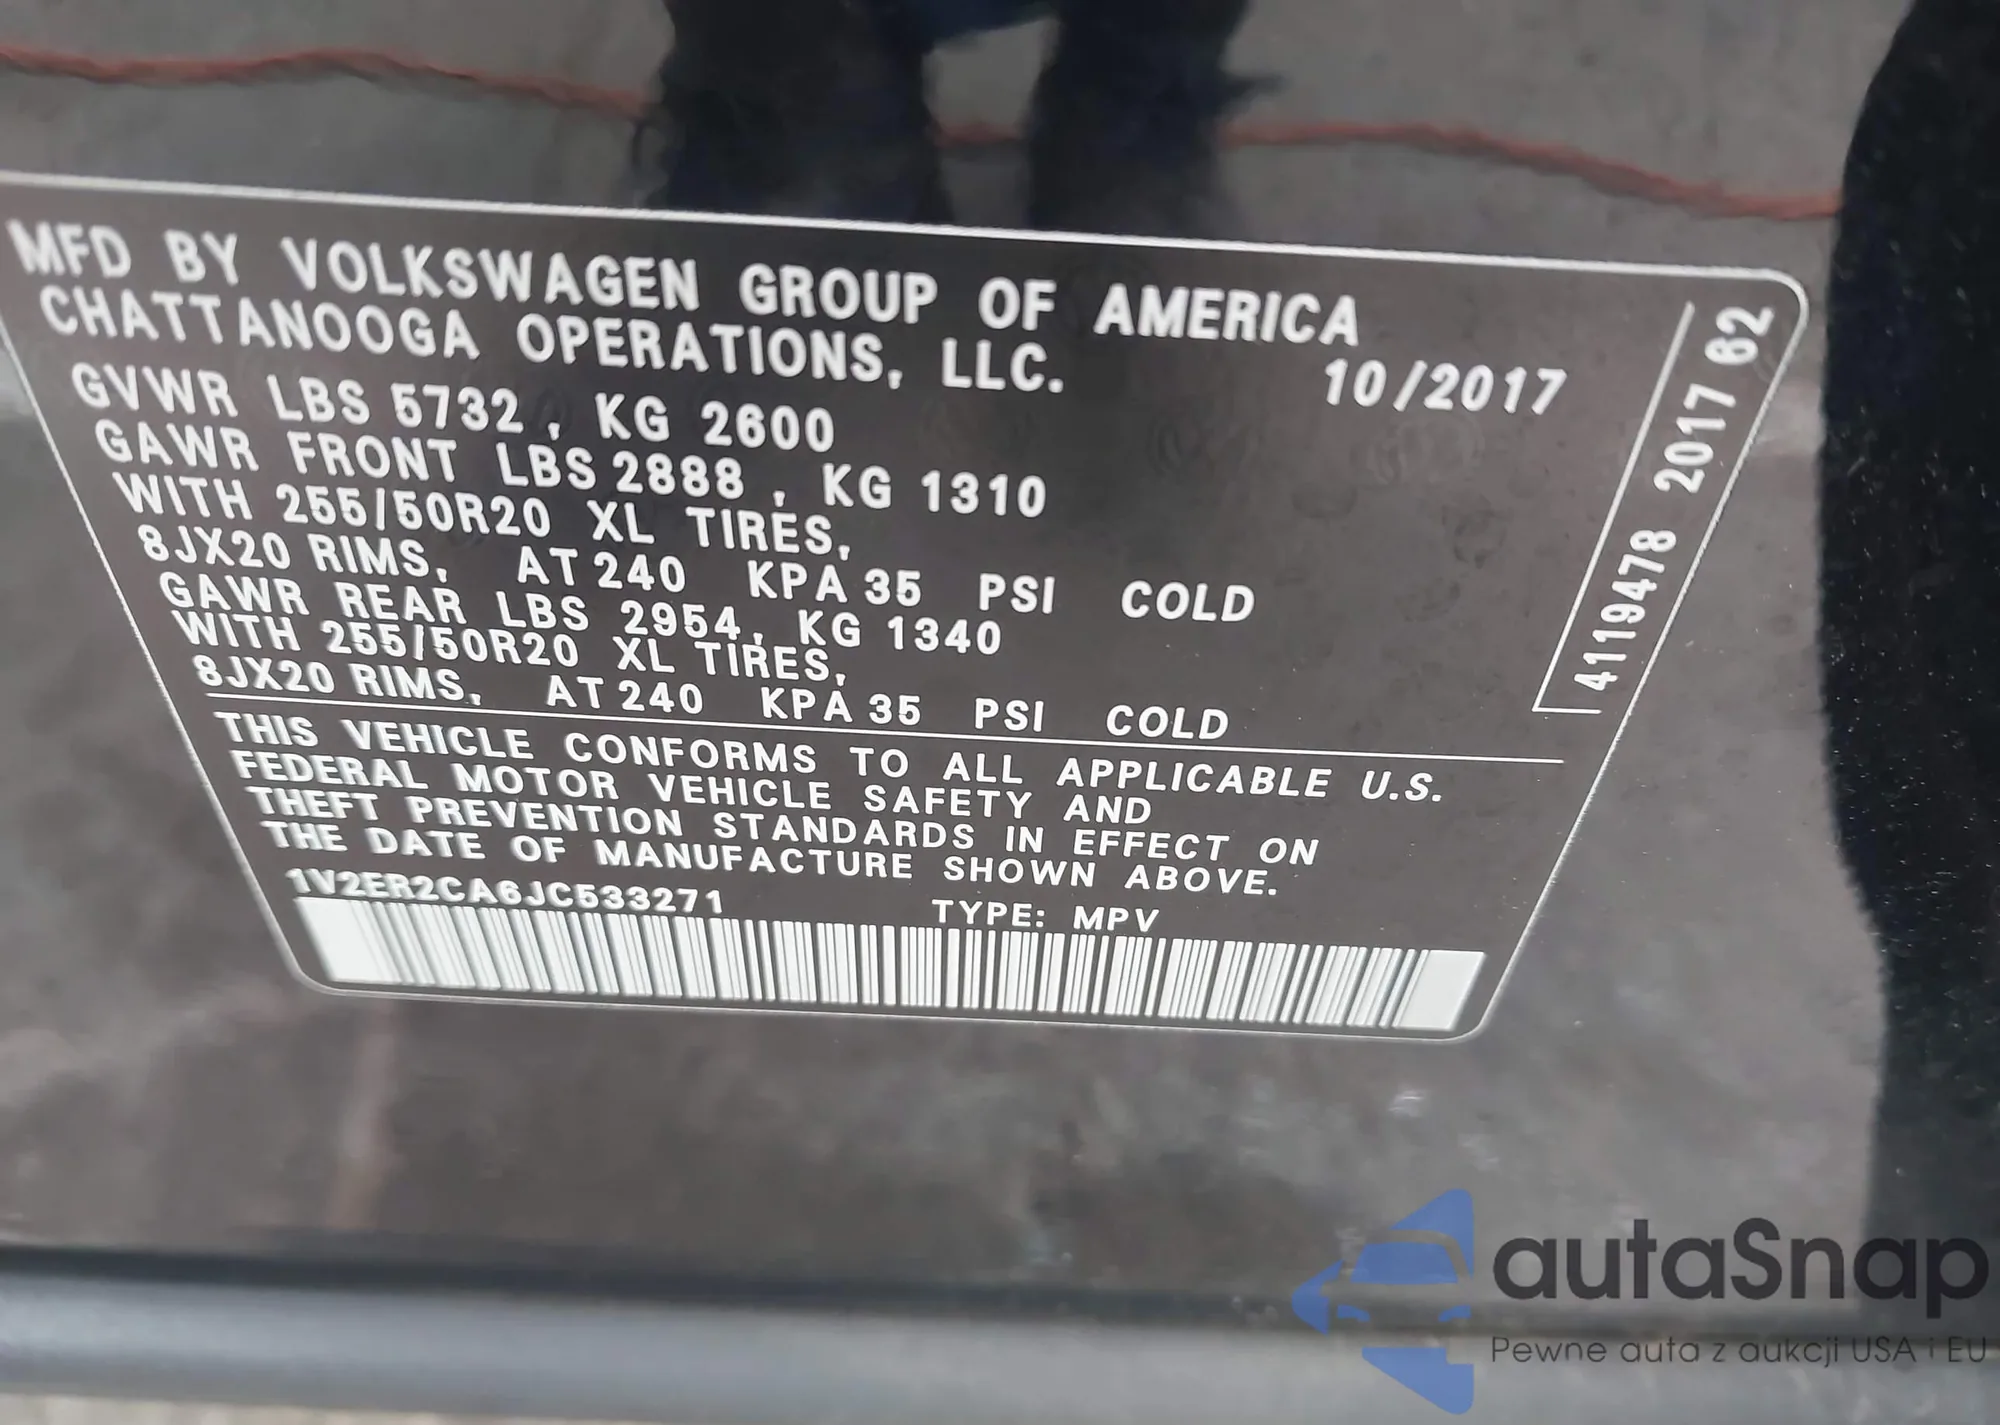 MFD BY VOLKSWAGEN GROUP OF AMERICA
CHATTANOOGA OPERATIONS, LLC.
10/2017
GVWR LBS 5732 , KG 2600
GAWR FRONT LBS 2888 , KG 1310
WITH 255/50R20 XL TIRES,
8JX20 RIMS, AT 240 KPA 35 PSI COLD
GAWR REAR LBS 2954, KG 1340
WITH 255/50R20 XL TIRES,
8JX20 RIMS, AT 240 KPA 35 PSI COLD
THIS VEHICLE CONFORMS TO ALL APPLICABLE U.S.
FEDERAL MOTOR VEHICLE SAFETY AND
THEFT PREVENTION STANDARDS IN EFFECT ON
THE DATE OF MANUFACTURE SHOWN ABOVE.
1V2ER2CA6JC533271 TYPE: MPV
4119478 2017 62
autaSnap
Pewne auta z aukcji USA i EU